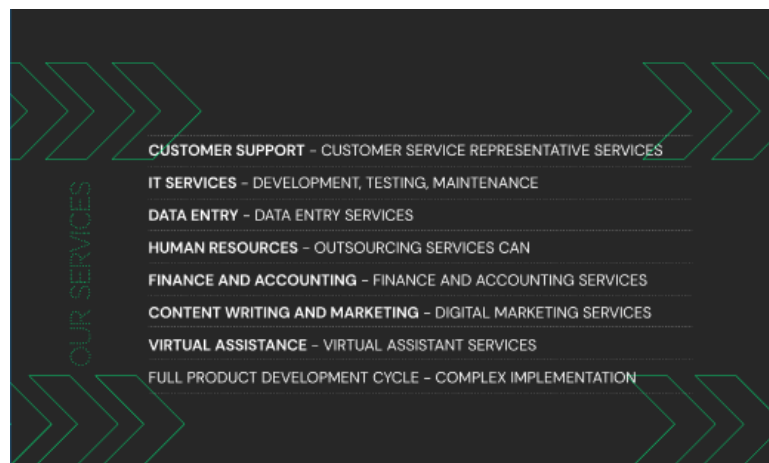 OUR SERVICES
CUSTOMER SUPPORT – CUSTOMER SERVICE REPRESENTATIVE SERVICES
IT SERVICES – DEVELOPMENT, TESTING, MAINTENANCE
DATA ENTRY – DATA ENTRY SERVICES
HUMAN RESOURCES – OUTSOURCING SERVICES CAN
FINANCE AND ACCOUNTING – FINANCE AND ACCOUNTING SERVICES
CONTENT WRITING AND MARKETING – DIGITAL MARKETING SERVICES
VIRTUAL ASSISTANCE – VIRTUAL ASSISTANT SERVICES
FULL PRODUCT DEVELOPMENT CYCLE – COMPLEX IMPLEMENTATION